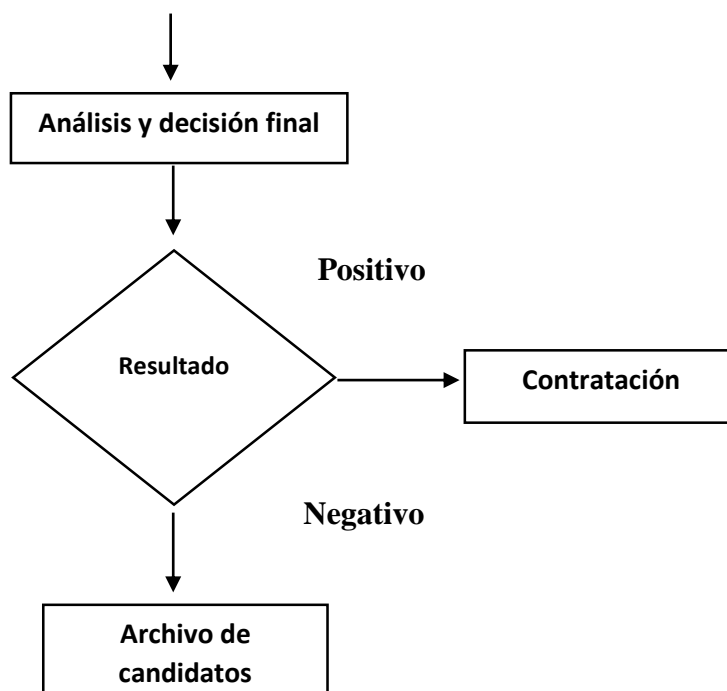 Análisis y decisión final
Positivo
Resultado
Contratación
Negativo
Archivo de
candidatos